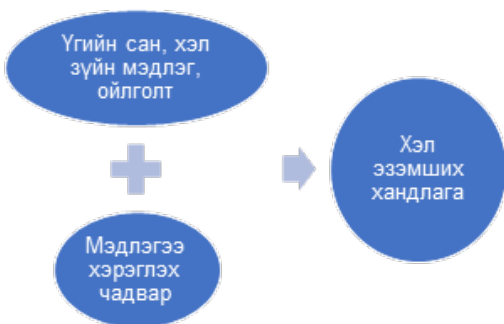 Үгийн сан, хэл
зүйн мэдлэг,
ойлголт
Мэдлэгээ
хэрэглэх
чадвар
Хэл
эзэмших
хандлага